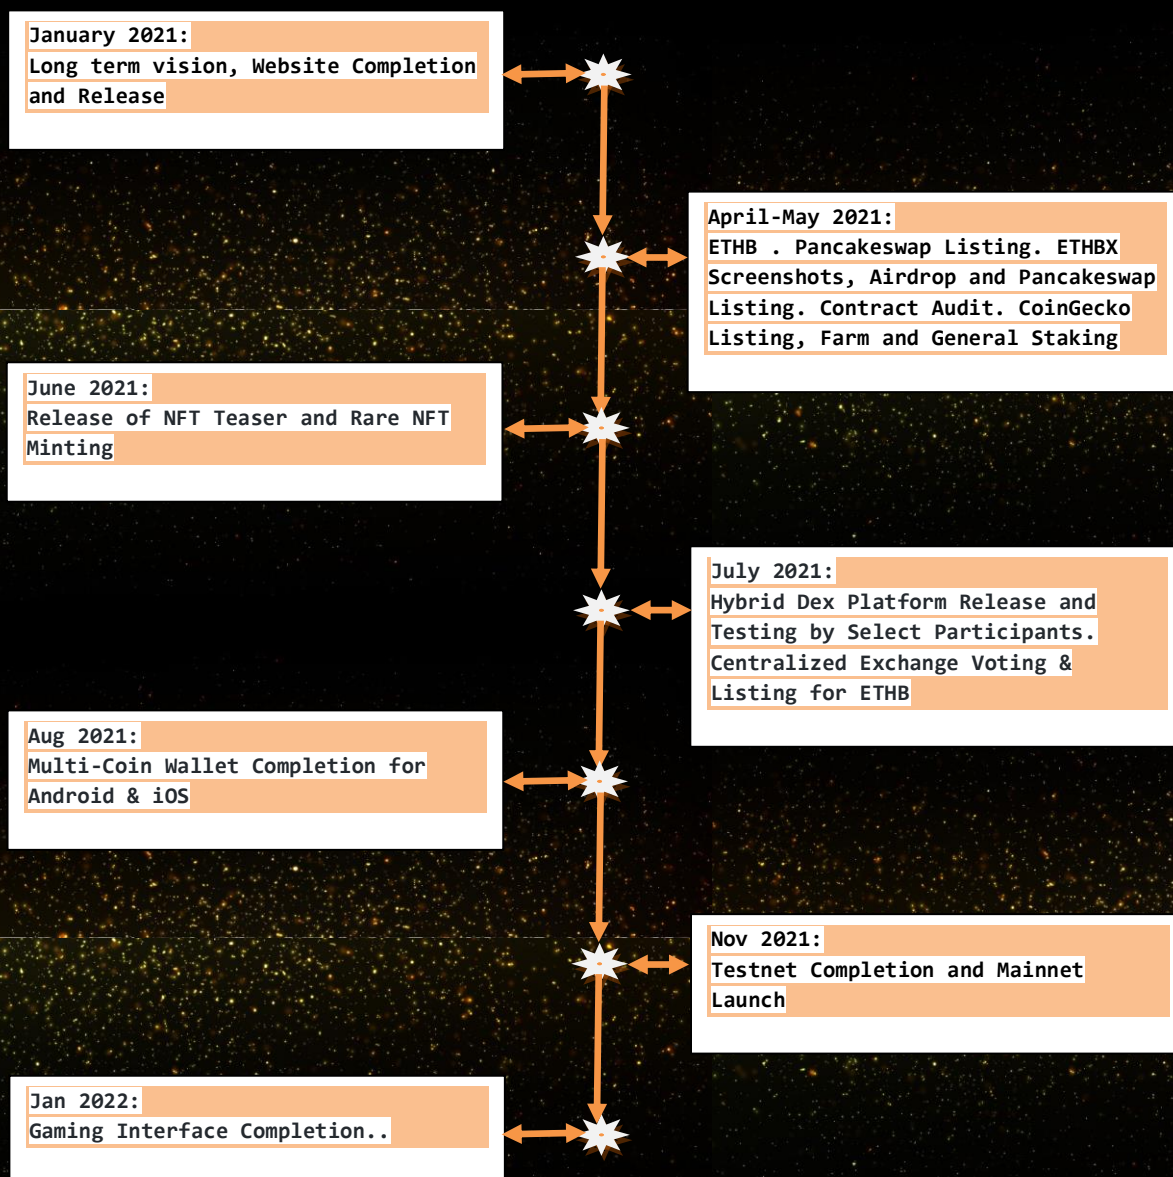 January 2021:
Long term vision, Website Completion
and Release
April-May 2021:
ETHB . Pancakeswap Listing. ETHBX
Screenshots, Airdrop and Pancakeswap
Listing. Contract Audit. CoinGecko
Listing, Farm and General Staking
June 2021:
Release of NFT Teaser and Rare NFT
Minting
July 2021:
Hybrid Dex Platform Release and
Testing by Select Participants.
Centralized Exchange Voting &
Listing for ETHB
Aug 2021:
Multi-Coin Wallet Completion for
Android & iOS
Nov 2021:
Testnet Completion and Mainnet
Launch
Jan 2022:
Gaming Interface Completion..